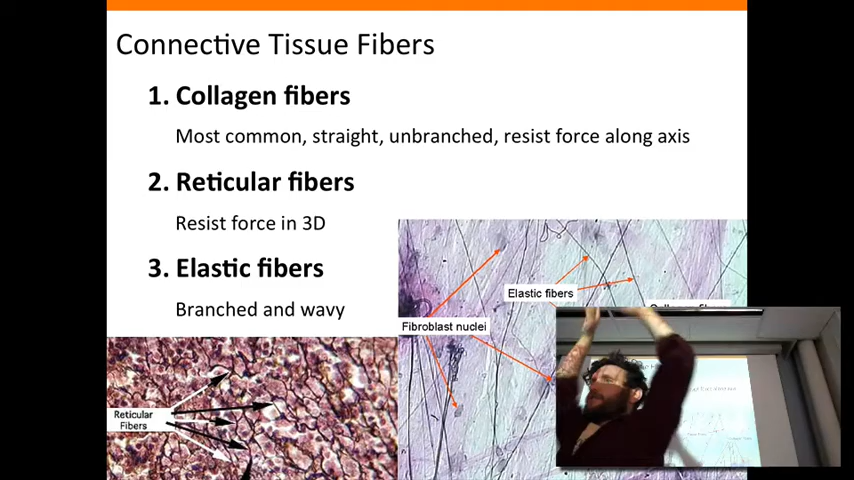 Connective Tissue Fibers
1. Collagen fibers
Most common, straight, unbranched, resist force along axis
2. Reticular fibers
Resist force in 3D
3. Elastic fibers
Branched and wavy
Elastic fibers
Fibroblast nuclei
Reticular
Fibers